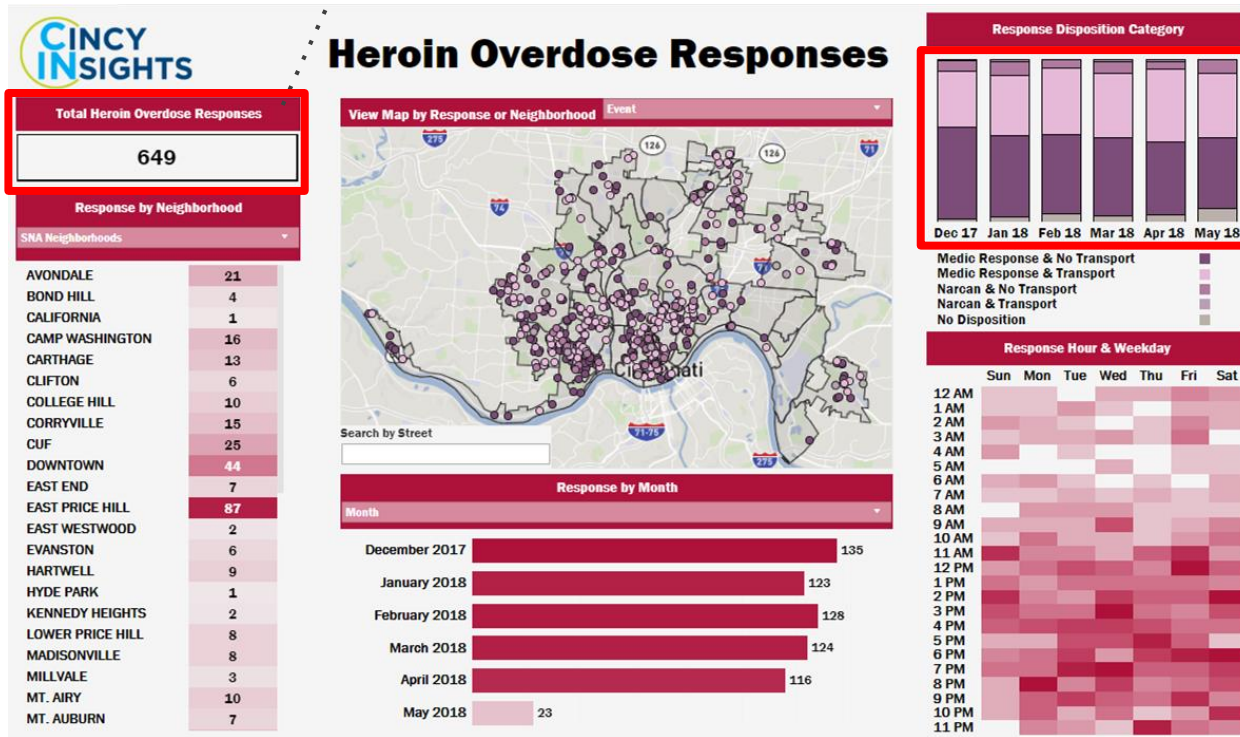 CINCY
INSIGHTS
Heroin Overdose Responses
Total Heroin Overdose Responses
649
Response by Neighborhood
SNA Neighborhoods
AVONDALE 21
BOND HILL 4
CALIFORNIA 1
CAMP WASHINGTON 16
CARTHAGE 13
CLIFTON 6
COLLEGE HILL 10
CORRYVILLE 15
CUF 25
DOWNTOWN 44
EAST END 7
EAST PRICE HILL 87
EAST WESTWOOD 2
EVANSTON 6
HARTWELL 9
HYDE PARK 1
KENNEDY HEIGHTS 2
LOWER PRICE HILL 8
MADISONVILLE 8
MILLVALE 3
MT. AIRY 10
MT. AUBURN 7
View Map by Response or Neighborhood Event
275
126
126
71
74
71
71-75
275
Search by Street
Response by Month
Month
December 2017 135
January 2018 123
February 2018 128
March 2018 124
April 2018 116
May 2018 23
Response Disposition Category
Dec 17 Jan 18 Feb 18 Mar 18 Apr 18 May 18
Medic Response & No Transport
Medic Response & Transport
Narcan & No Transport
Narcan & Transport
No Disposition
Response Hour & Weekday
Sun Mon Tue Wed Thu Fri Sat
12 AM
1 AM
2 AM
3 AM
4 AM
5 AM
6 AM
7 AM
8 AM
9 AM
10 AM
11 AM
12 PM
1 PM
2 PM
3 PM
4 PM
5 PM
6 PM
7 PM
8 PM
9 PM
10 PM
11 PM